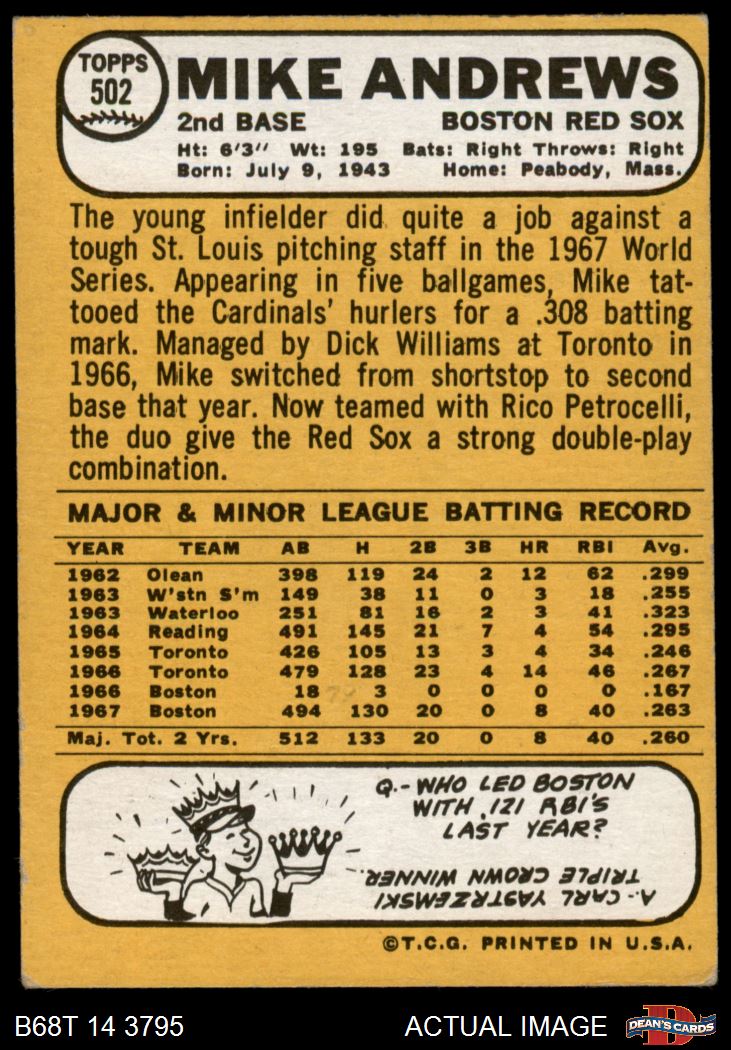 TOPPS
502
MIKE ANDREWS
2nd BASE BOSTON RED SOX
Ht: 6'3" Wt: 195 Bats: Right Throws: Right
Born: July 9, 1943 Home: Peabody, Mass.
The young infielder did quite a job against a
tough St. Louis pitching staff in the 1967 World
Series. Appearing in five ballgames, Mike tat-
tooed the Cardinals' hurlers for a .308 batting
mark. Managed by Dick Williams at Toronto in
1966, Mike switched from shortstop to second
base that year. Now teamed with Rico Petrocelli,
the duo give the Red Sox a strong double-play
combination.
MAJOR & MINOR LEAGUE BATTING RECORD
YEAR TEAM AB H 2B 3B HR RBI Avg.
1962 Olean 398 119 24 2 12 62 .299
1963 W'stn S'm 149 38 11 0 3 18 .255
1963 Waterloo 251 81 16 2 3 41 .323
1964 Reading 491 145 21 7 4 54 .295
1965 Toronto 426 105 13 3 4 34 .246
1966 Toronto 479 128 23 4 14 46 .267
1966 Boston 18 3 0 0 0 0 .167
1967 Boston 494 130 20 0 8 40 .263
Maj. Tot. 2 Yrs. 512 133 20 0 8 40 .260
Q.- WHO LED BOSTON
WITH 121 RBI'S
LAST YEAR?
A.- CARL YASTRZEMSKI
TRIPLE CROWN WINNER.
©T.C.G. PRINTED IN U.S.A.
B68T 14 3795 ACTUAL IMAGE DEAN'S CARDS